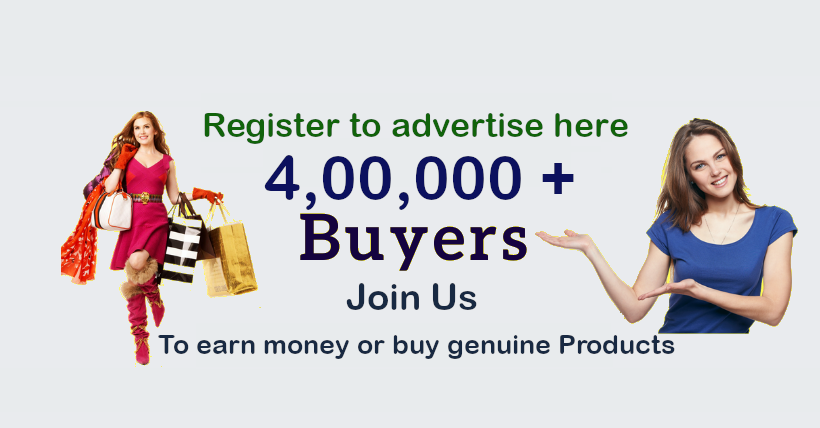 Register to advertise here
4,00,000 +
Buyers
Join Us
To earn money or buy genuine Products